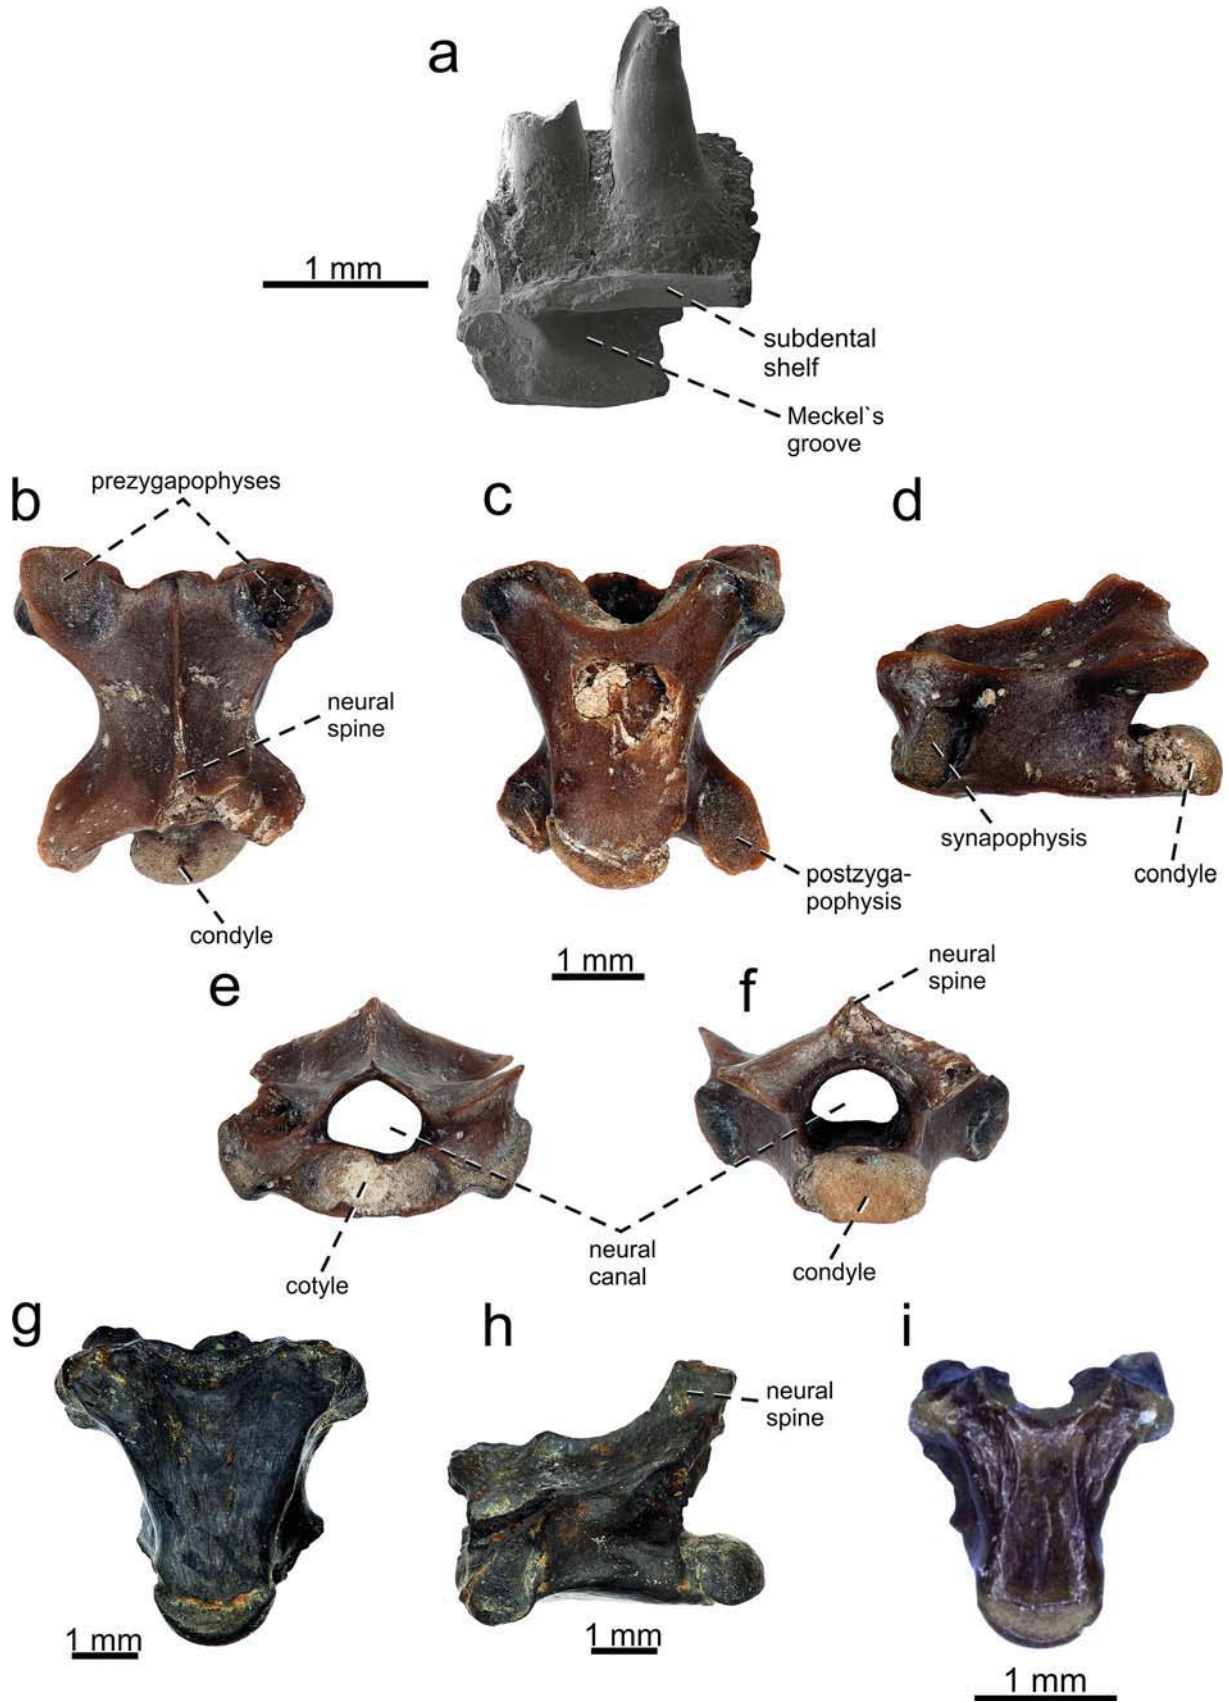 a
1 mm
subdental
shelf
Meckel`s
groove
b
prezygapophyses
c
d
neural
spine
synapophysis
condyle
postzyga-
pophysis
condyle
1 mm
e
f
neural
spine
neural
canal
cotyle
condyle
g
h
i
neural
spine
1 mm
1 mm
1 mm